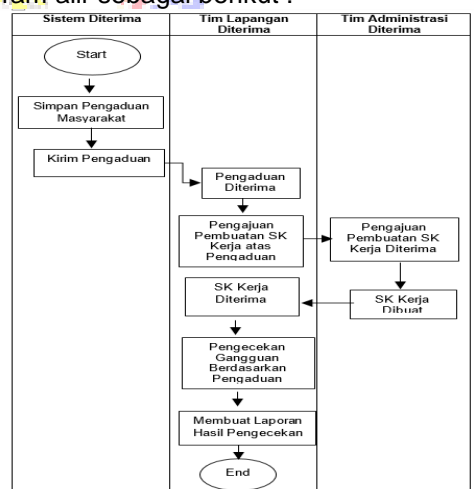 sebagai berikut :
Sistem Diterima
Tim Lapangan
Diterima
Tim Administrasi
Diterima
Start
Simpan Pengaduan
Masyarakat
Kirim Pengaduan
Pengaduan
Diterima
Pengajuan
Pembuatan SK
Kerja atas
Pengaduan
Pengajuan
Pembuatan SK
Kerja Diterima
SK Kerja
Diterima
SK Kerja
Dibuat
Pengecekan
Gangguan
Berdasarkan
Pengaduan
Membuat Laporan
Hasil Pengecekan
End